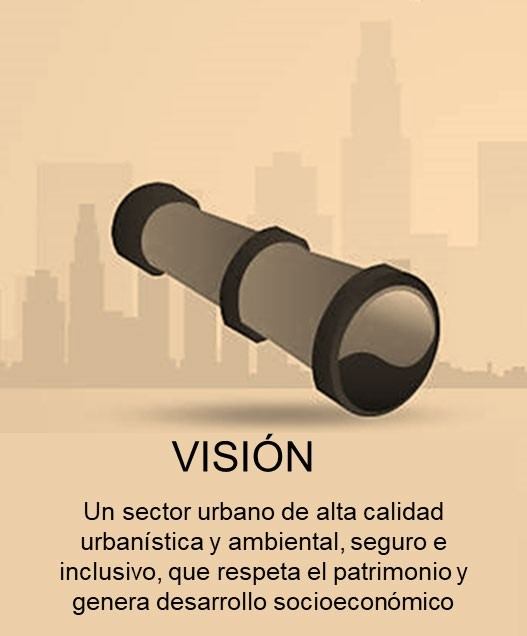 VISIÓN
Un sector urbano de alta calidad
urbanística y ambiental, seguro e
inclusivo, que respeta el patrimonio y
genera desarrollo socioeconómico